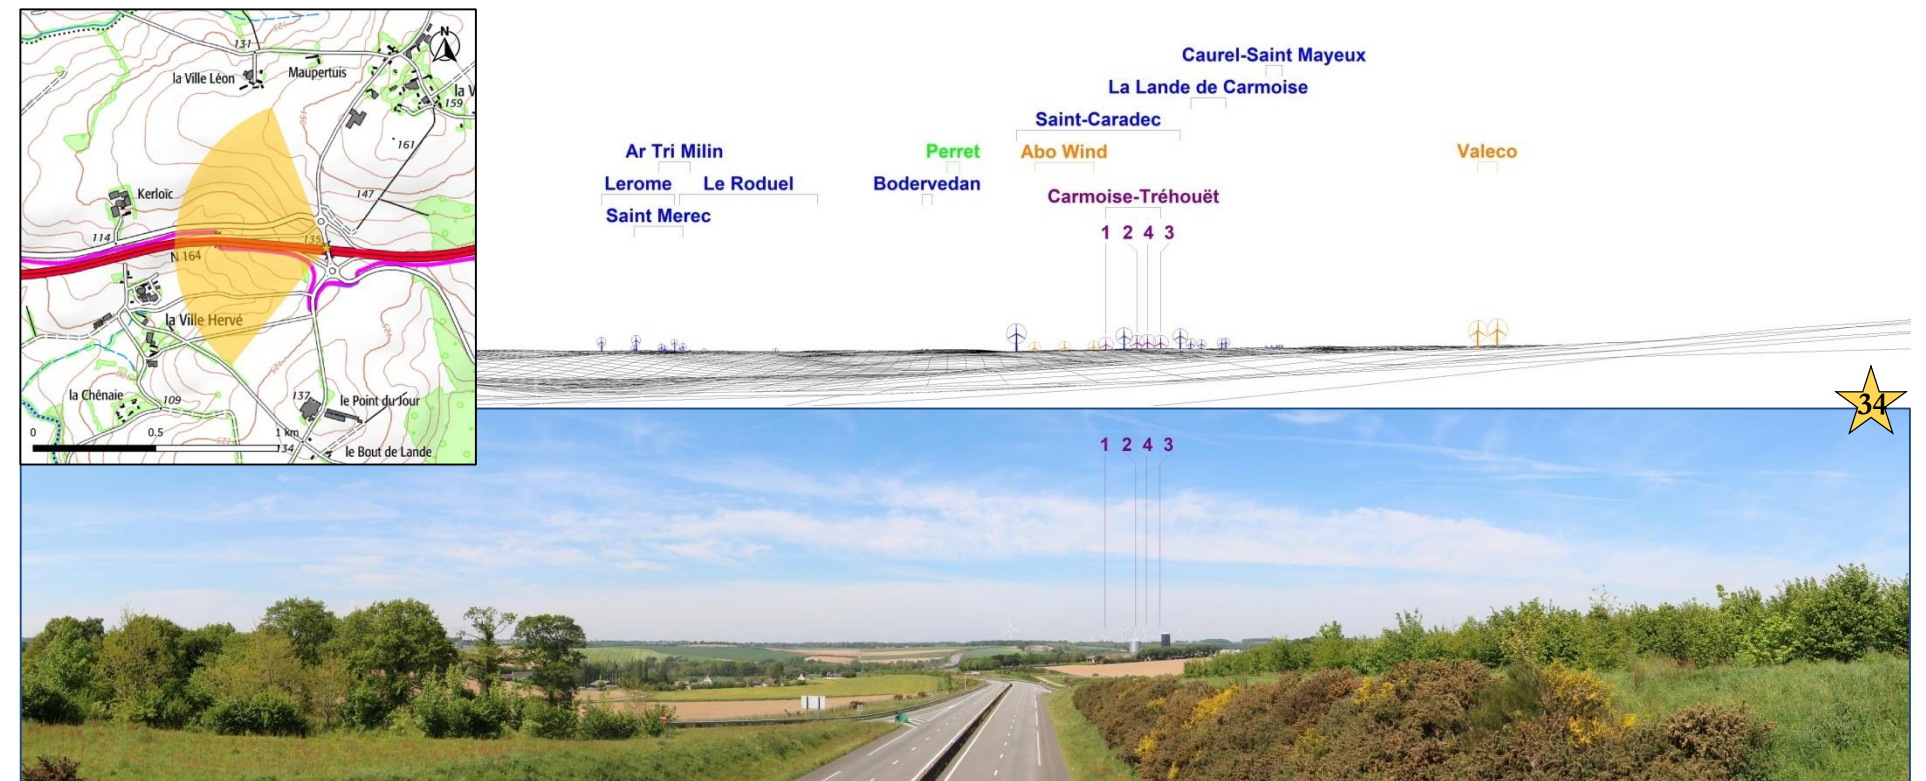 N
131
la Ville Léon
Maupertuis
la V
159
161
Kerloïc
147
114
135
N 164
la Ville Hervé
125
la Chênaie
109
137
le Point du Jour
0 0.5 1 km
134
le Bout de Lande
Caurel-Saint Mayeux
La Lande de Carmoise
Saint-Caradec
Ar Tri Milin
Perret
Abo Wind
Valeco
Lerome
Le Roduel
Bodervedan
Carmoise-Tréhouët
Saint Merec
1 2 4 3
34
1 2 4 3